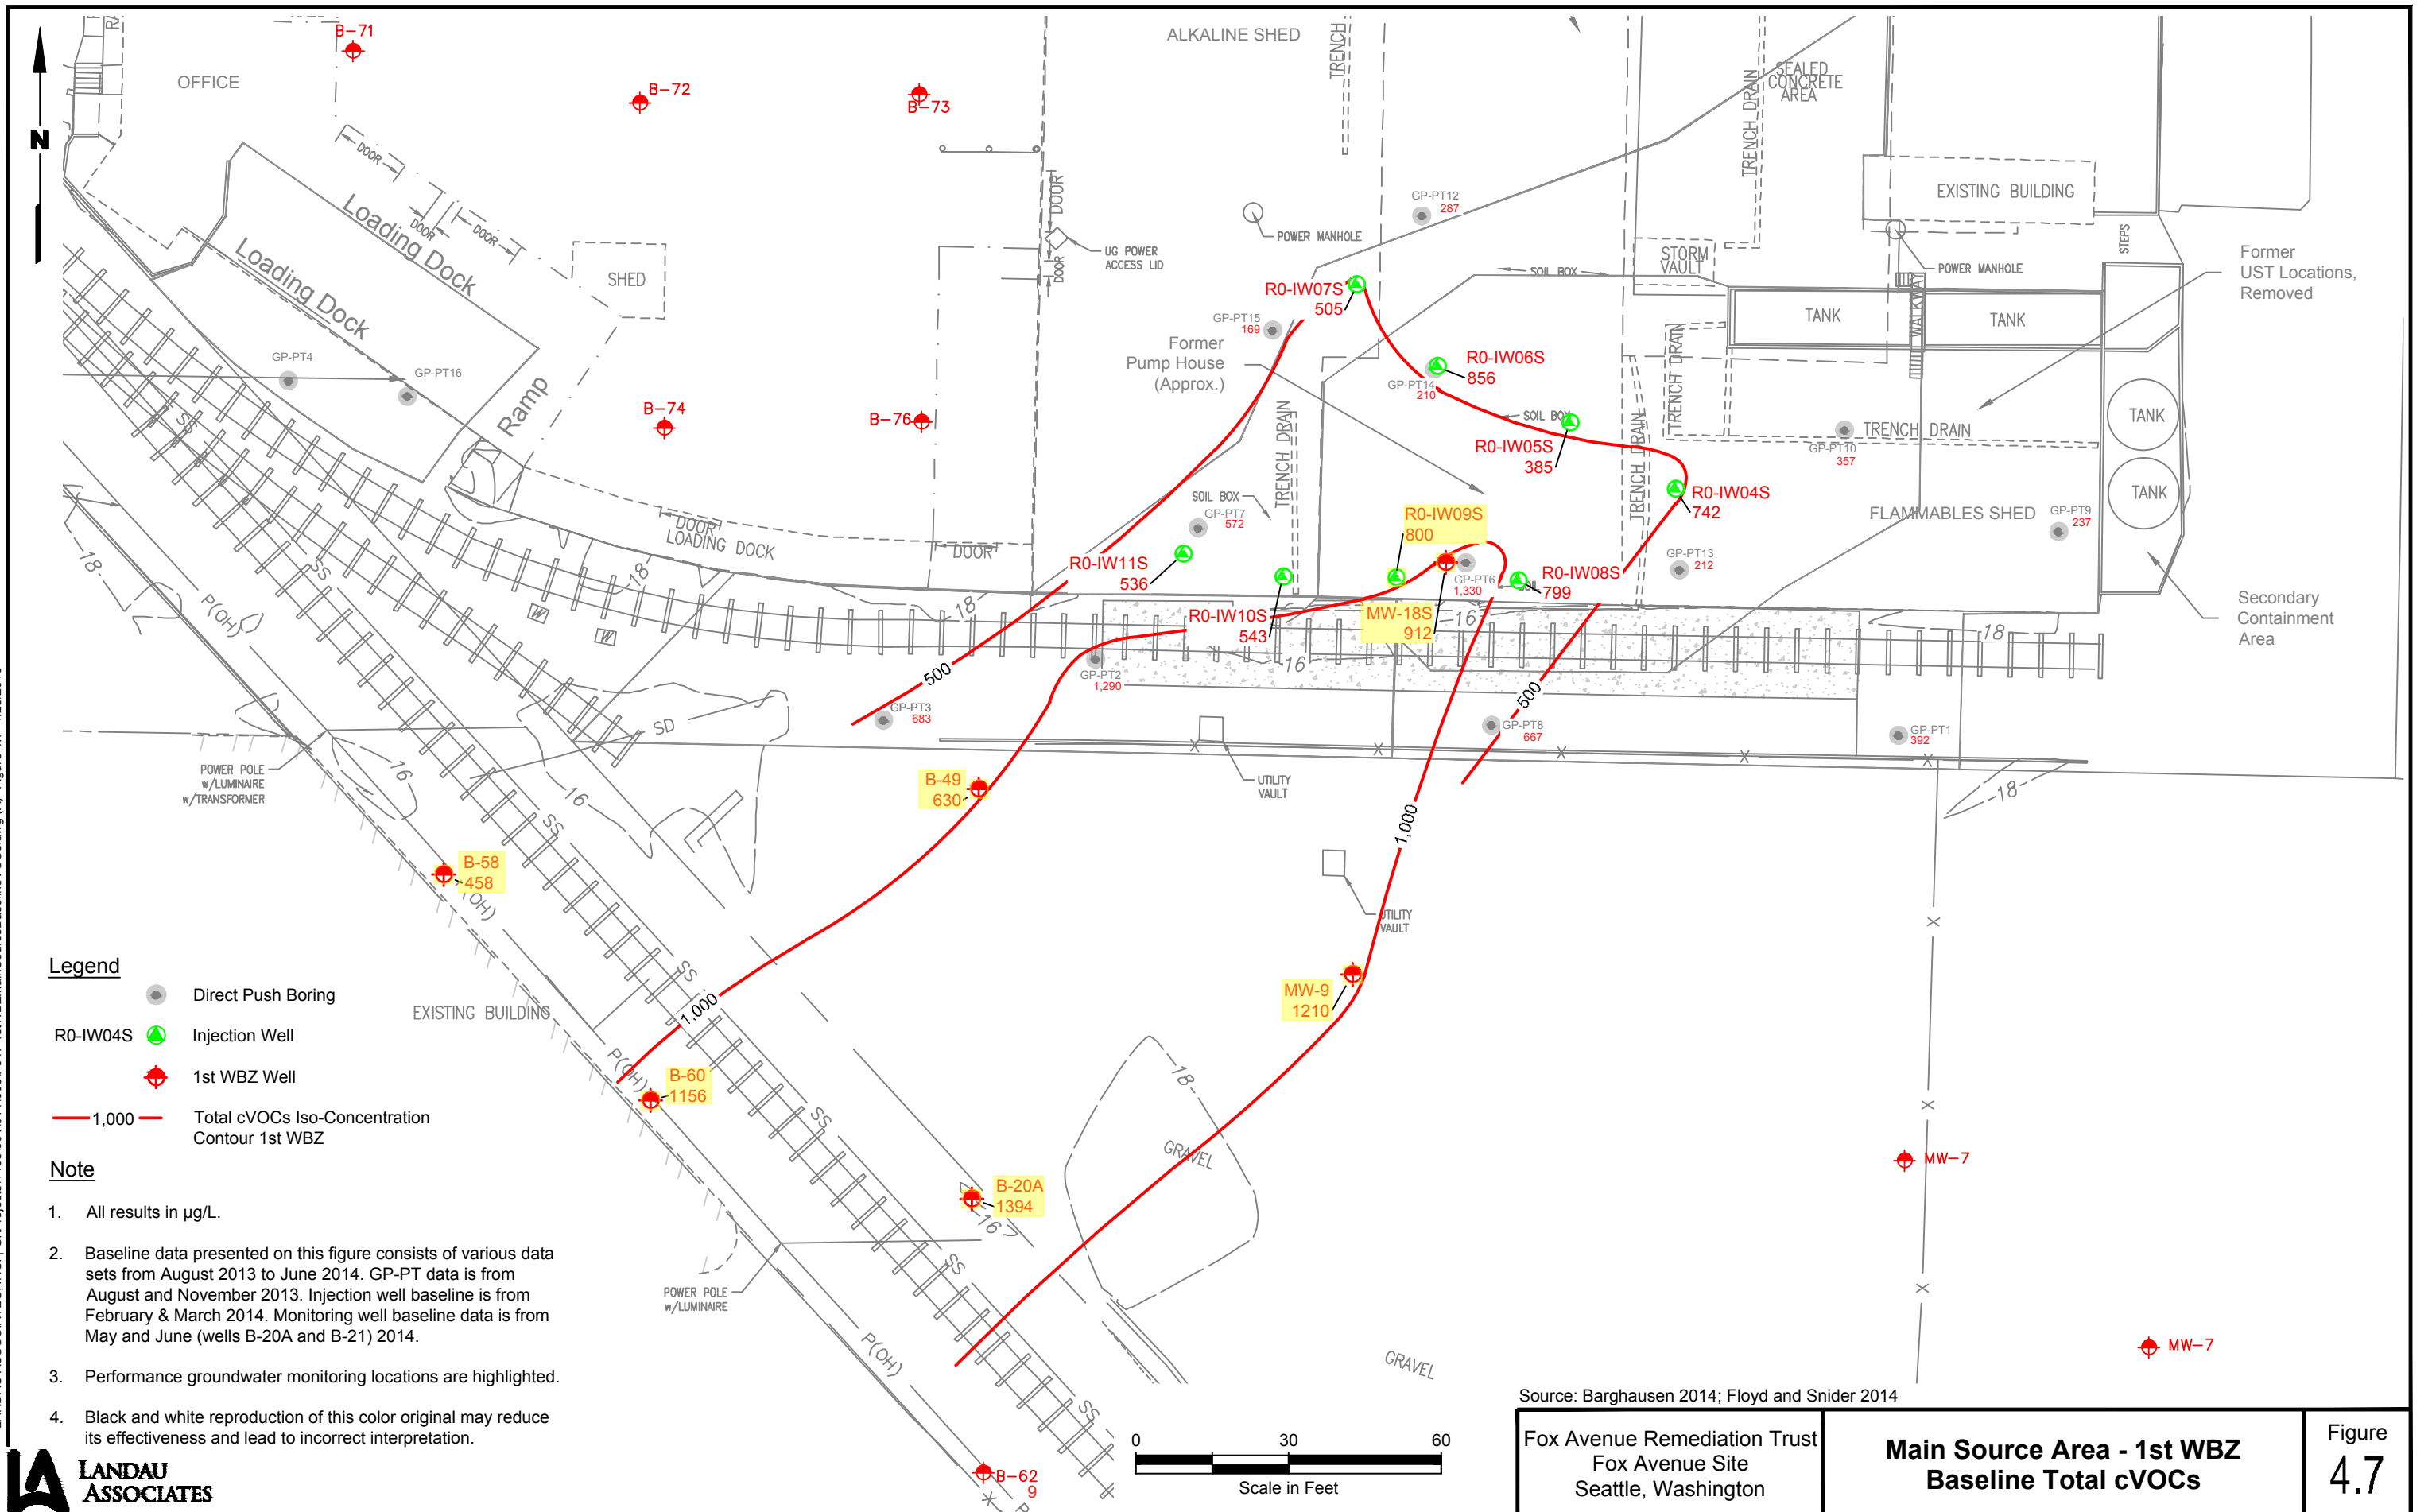 B-71
OFFICE
B-72
B-73
ALKALINE SHED
TRENCH
TRENCH DRAIN
SEALED
CONCRETE
AREA
N
DOOR
DOOR
DOOR
Loading Dock
Loading Dock
SHED
DOOR
DOOR
UG POWER
ACCESS LID
POWER MANHOLE
GP-PT12
287
EXISTING BUILDING
STORM
VAULT
SOIL BOX
POWER MANHOLE
STEPS
Former
UST Locations,
Removed
R0-IW07S
505
GP-PT15
169
Former
Pump House
(Approx.)
TANK
WALKWAY
TANK
GP-PT4
GP-PT16
Ramp
B-74
B-76
R0-IW06S
856
GP-PT14
210
SOIL BOX
R0-IW05S
385
TRENCH DRAIN
TRENCH DRAIN
TRENCH DRAIN
TRENCH DRAIN
GP-PT10
357
TANK
TANK
R0-IW04S
742
FLAMMABLES SHED
GP-PT9
237
SOIL BOX
GP-PT7
572
R0-IW09S
800
DOOR
LOADING DOCK
DOOR
R0-IW11S
536
GP-PT6
1,330
R0-IW08S
799
GP-PT13
212
R0-IW10S
543
MW-18S
912
Secondary
Containment
Area
18
18
18
16
16
18
SS
SS
P(OH)
W
W
500
GP-PT2
1,290
GP-PT3
683
500
GP-PT8
667
GP-PT1
392
SD
POWER POLE
w/LUMINAIRE
w/TRANSFORMER
16
16
SS
B-49
630
UTILITY
VAULT
1,000
18
B-58
458
(OH)
UTILITY
VAULT
SS
MW-9
1210
1,000
EXISTING BUILDING
P(OH)
B-60
1156
SS
18
GRAVEL
MW-7
B-20A
1394
16
SS
POWER POLE
w/LUMINAIRE
P(OH)
GRAVEL
MW-7
SS
B-62
9
Legend
Direct Push Boring
R0-IW04S
Injection Well
1st WBZ Well
1,000
Total cVOCs Iso-Concentration
Contour 1st WBZ
Note
1. All results in µg/L.
2. Baseline data presented on this figure consists of various data
sets from August 2013 to June 2014. GP-PT data is from
August and November 2013. Injection well baseline is from
February & March 2014. Monitoring well baseline data is from
May and June (wells B-20A and B-21) 2014.
3. Performance groundwater monitoring locations are highlighted.
4. Black and white reproduction of this color original may reduce
its effectiveness and lead to incorrect interpretation.
LANDAU
ASSOCIATES
0 30 60
Scale in Feet
Source: Barghausen 2014; Floyd and Snider 2014
Fox Avenue Remediation Trust
Fox Avenue Site
Seattle, Washington
Main Source Area - 1st WBZ
Baseline Total cVOCs
Figure
4.7